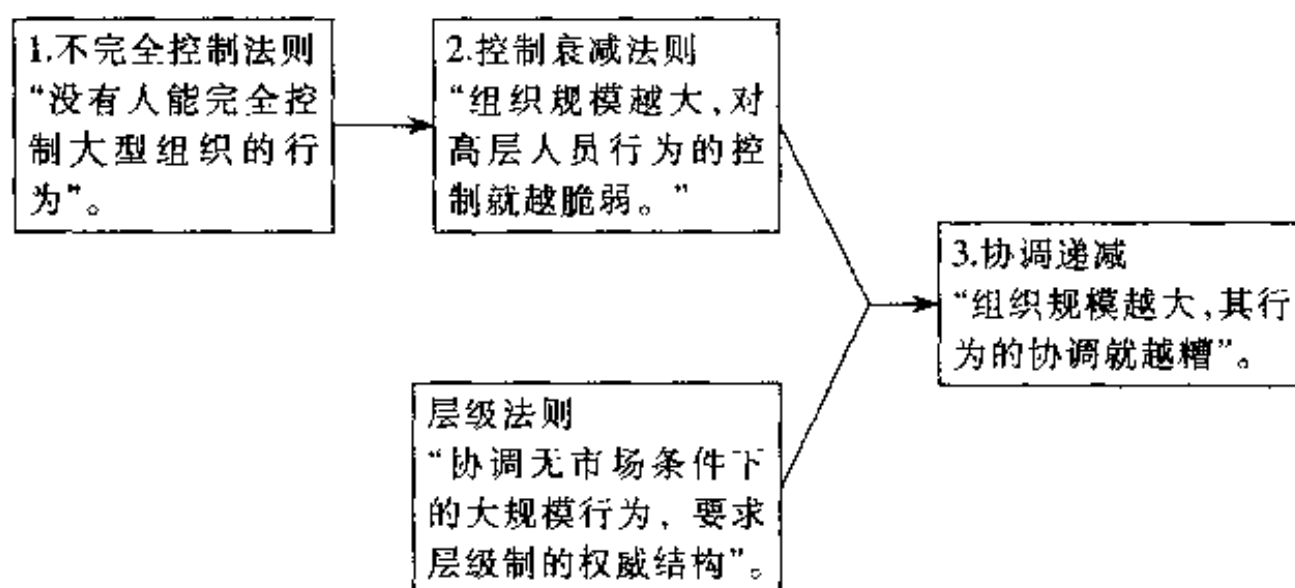 1.不完全控制法则
“没有人能完全控
制大型组织的行
为”。
2.控制衰减法则
“组织规模越大,对
高层人员行为的控
制就越脆弱。”
3.协调递减
“组织规模越大,其行
为的协调就越糟”。
层级法则
“协调无市场条件下
的大规模行为，要求
层级制的权威结构”。